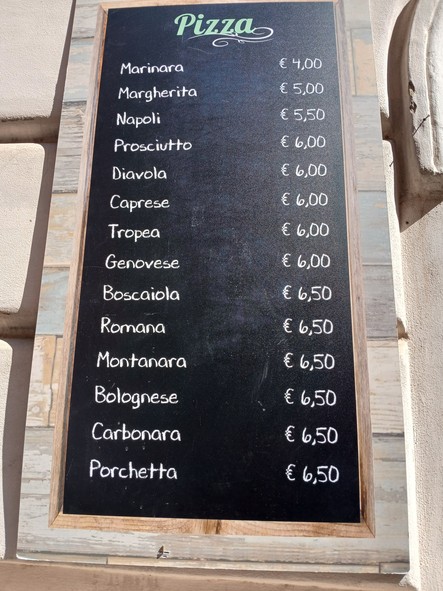 Pizza
Marinara € 4,00
Margherita € 5,00
Napoli € 5,50
Prosciutto € 6,00
Diavola € 6,00
Caprese € 6,00
Tropea € 6,00
Genovese € 6,00
Boscaiola € 6,50
Romana € 6,50
Montanara € 6,50
Bolognese € 6,50
Carbonara € 6,50
Porchetta € 6,50